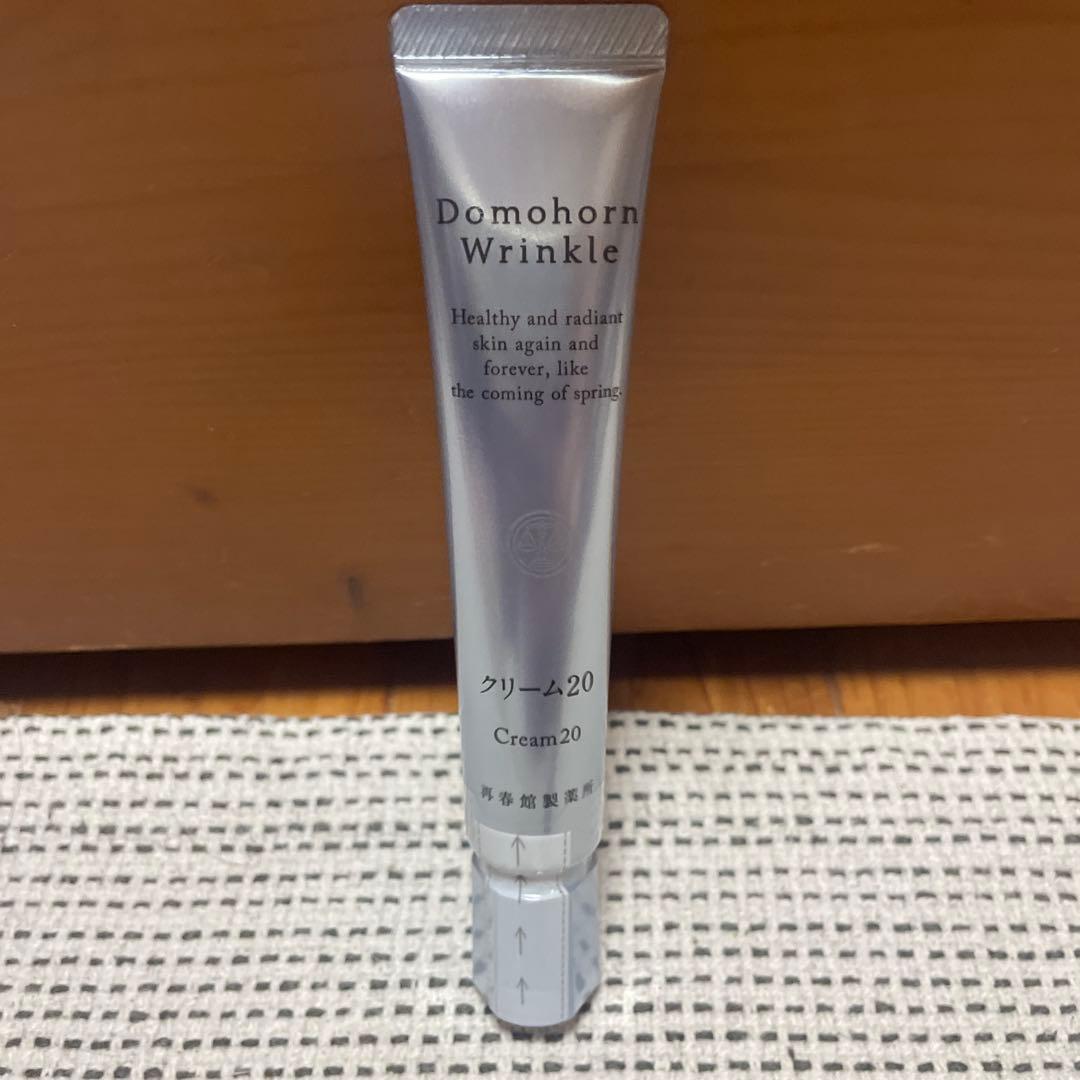 Domohorn
Wrinkle
Healthy and radiant
skin again and
forever, like
the coming of spring.
クリーム20
Cream20
再春館製薬所